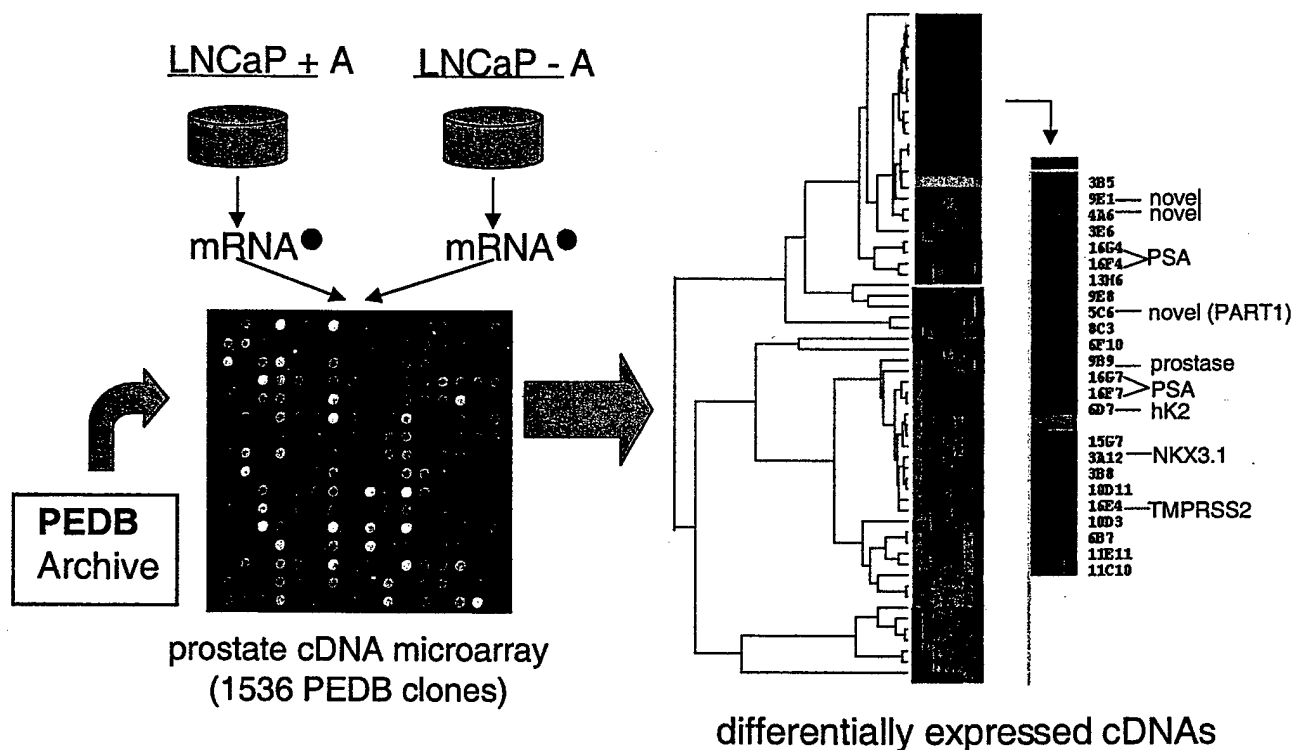 LNCaP + A
LNCaP - A
mRNA
mRNA
PEDB
Archive
prostate cDNA microarray
(1536 PEDB clones)
3B5
9E1 novel
4A6 novel
3E6
16G4
16F4
PSA
13H6
9E8
5C6 novel (PART1)
8C3
6F10
9B9 prostase
16G7
16F7
PSA
6D7 hK2
15G7
3A12 NKX3.1
3B8
10D11
16E4 TMPRSS2
10D3
6B7
11E11
11C10
differentially expressed cDNAs